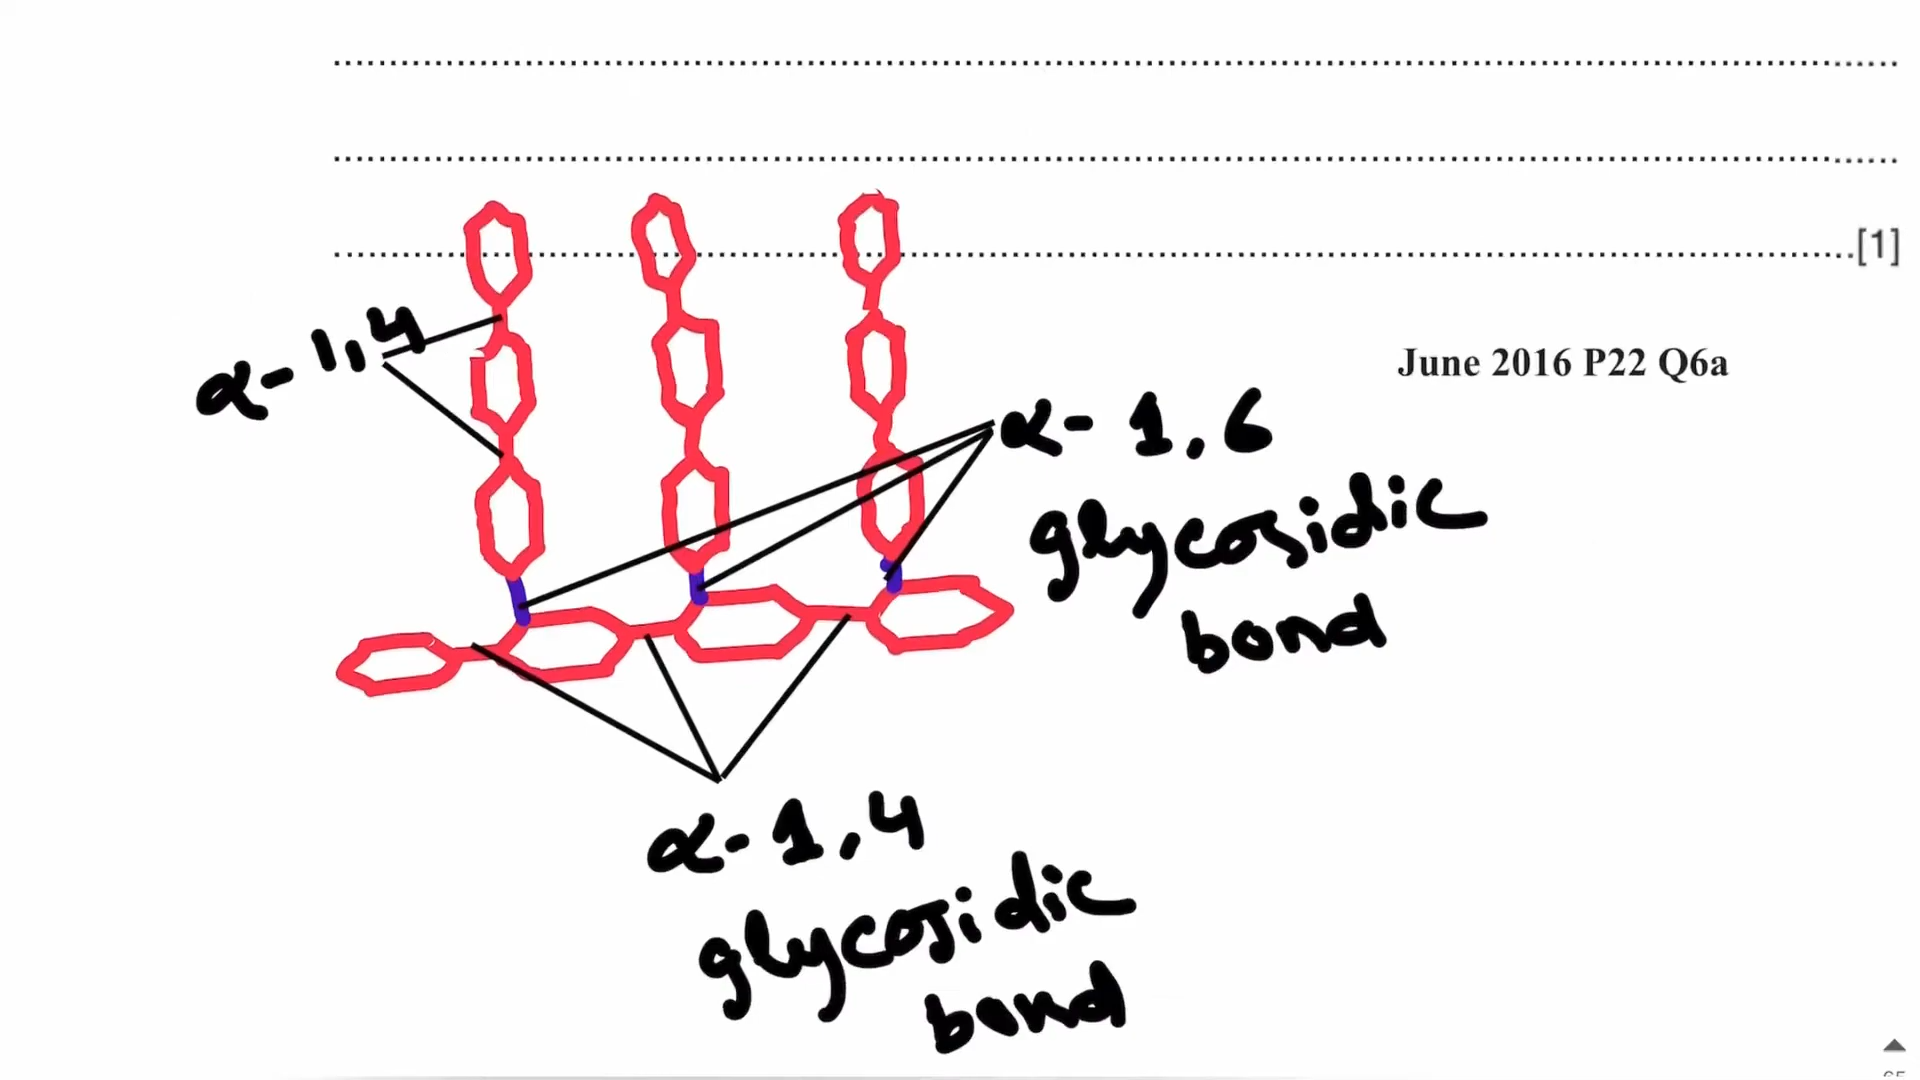 [1]
α-1,4
June 2016 P22 Q6a
α-1,6
glycosidic
bond
α-1,4
glycosidic
bond